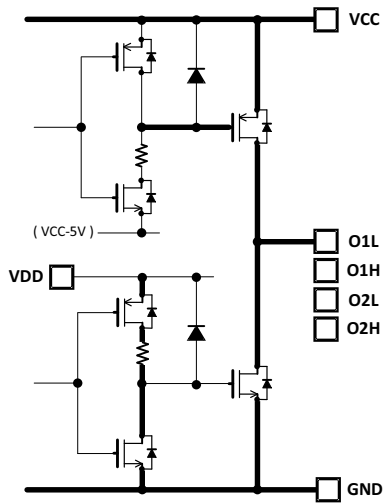 VCC
( VCC-5V )
O1L
VDD
O1H
O2L
O2H
GND